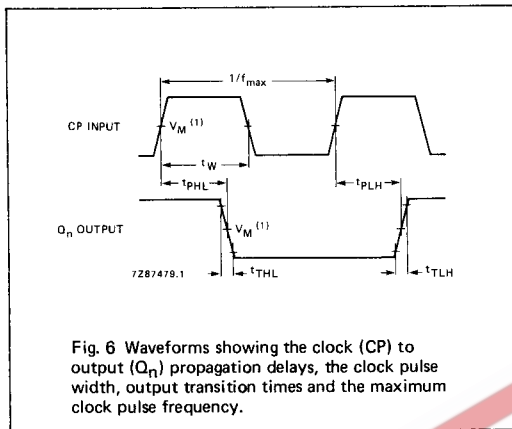 1/fmax
CP INPUT
VM (1)
tW
tPHL
tPLH
Qn OUTPUT
VM (1)
7Z87479.1
tTHL
tTLH
Fig. 6 Waveforms showing the clock (CP) to
output (Qn) propagation delays, the clock pulse
width, output transition times and the maximum
clock pulse frequency.